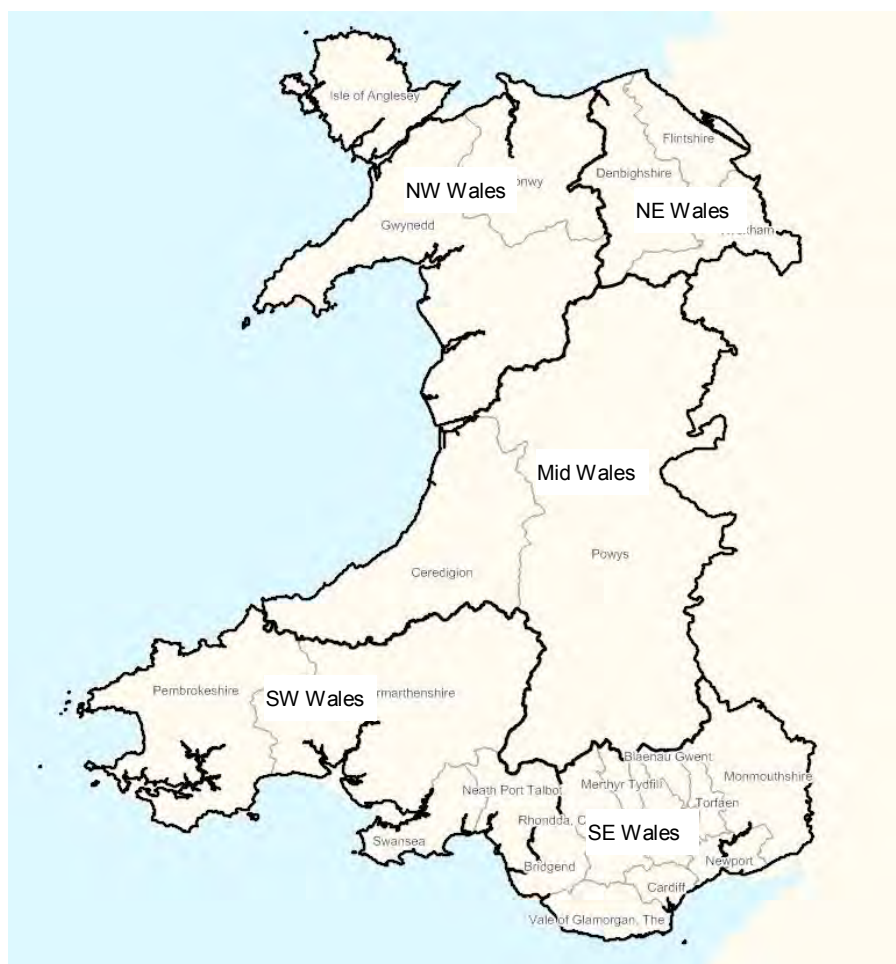 Isle of Anglesey
Flintshire
Denbighshire
NW Wales
NE Wales
Gwynedd
Mid Wales
Powys
Ceredigion
Pembrokeshire
SW Wales
Blaenau Gwent
Monmouthshire
Merthyr Tydfil
Neath Port Talbot
Torfaen
Rhondda,
SE Wales
Swansea
Newport
Bridgend
Cardiff
Vale of Glamorgan, The